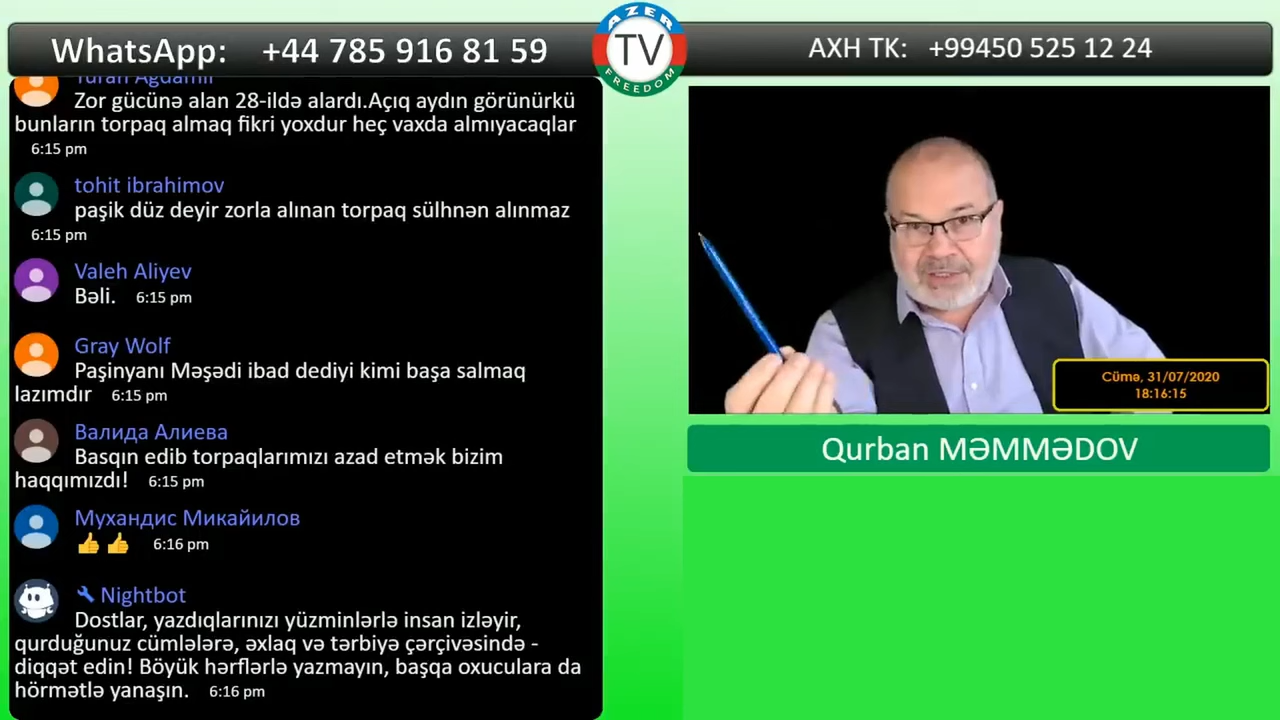 WhatsApp: +44 785 916 81 59
AZER
TV
FREEDOM
AXH TK: +99450 525 12 24
Zor gücünə alan 28-ildə alardı.Açıq aydın görünürkü
bunların torpaq almaq fikri yoxdur heç vaxda almıyacaqlar
6:15 pm
tohit ibrahimov
paşik düz deyir zorla alınan torpaq sülhnən alınmaz
6:15 pm
Valeh Aliyev
Bəli. 6:15 pm
Gray Wolf
Paşinyanı Məşədi ibad dediyi kimi başa salmaq
lazımdır 6:15 pm
Валида Алиева
Basqın edib torpaqlarımızı azad etmək bizim
haqqımızdı! 6:15 pm
Мухандис Микайилов
👍 👍 6:16 pm
Nightbot
Dostlar, yazdıqlarınızı yüzminlərlə insan izləyir,
qurduğunuz cümlələrə, əxlaq və tərbiyə çərçivəsində -
diqqət edin! Böyük hərflərlə yazmayın, başqa oxuculara da
hörmətlə yanaşın. 6:16 pm
Cümə, 31/07/2020
18:16:15
Qurban MƏMMƏDOV